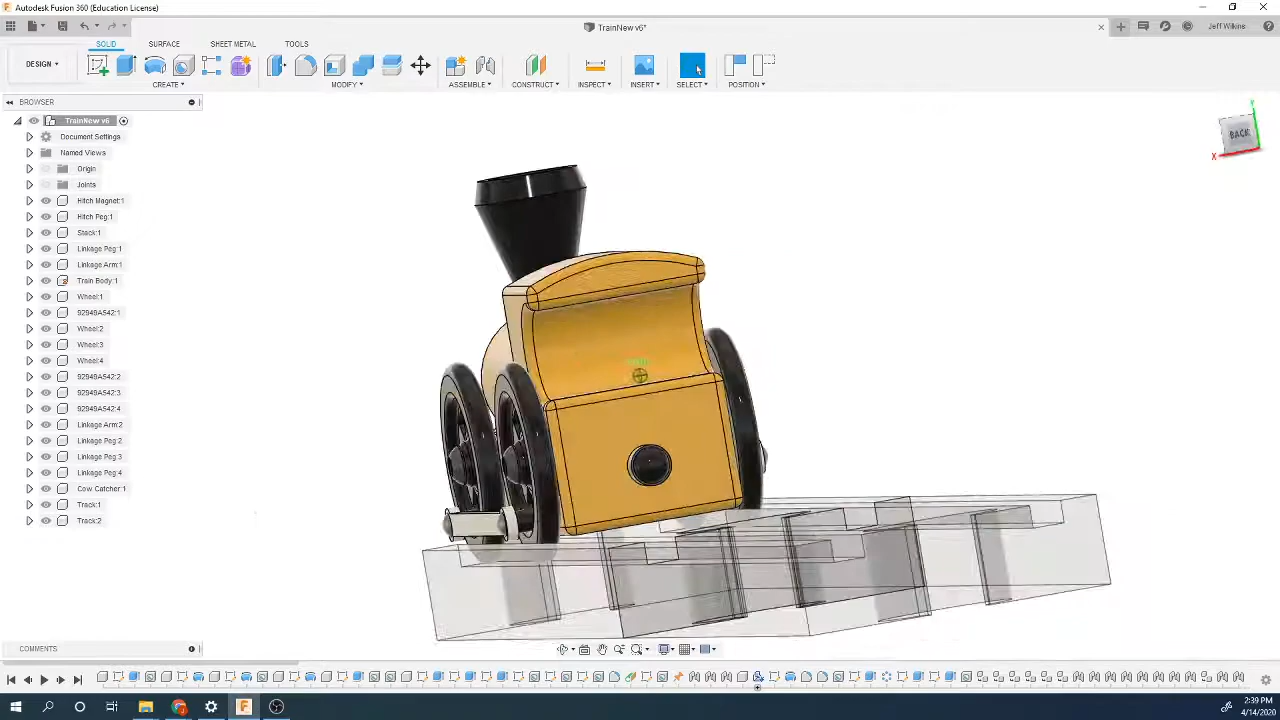 Autodesk Fusion 360 (Education License)
TrainNew v6*
Jeff Wilkins
SOLID SURFACE SHEET METAL TOOLS
DESIGN
CREATE MODIFY ASSEMBLE CONSTRUCT INSPECT INSERT SELECT POSITION
BROWSER
TrainNew v6
Document Settings
Named Views
Origin
Joints
Hitch Magnet:1
Hitch Peg:1
Stack:1
Linkage Peg:1
Linkage Arm:1
Train Body:1
Wheel:1
92949A542:1
Wheel:2
Wheel:3
Wheel:4
92949A542:2
92949A542:3
92949A542:4
Linkage Arm:2
Linkage Peg:2
Linkage Peg:3
Linkage Peg:4
Cow Catcher:1
Track:1
Track:2
Y
BACK
X
COMMENTS
2:39 PM
4/14/2020